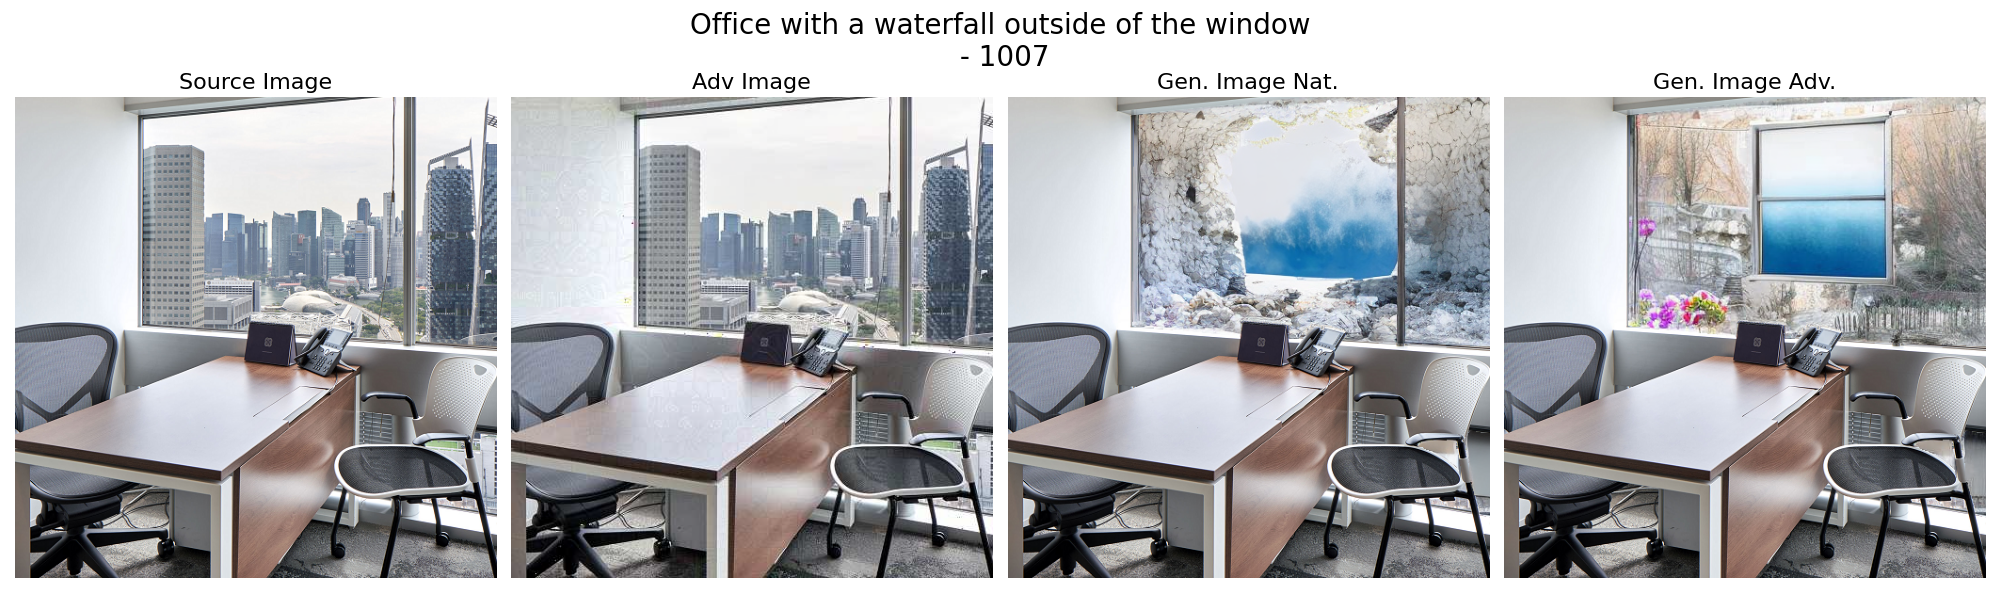 Office with a waterfall outside of the window
- 1007
Source Image
Adv Image
Gen. Image Nat.
Gen. Image Adv.